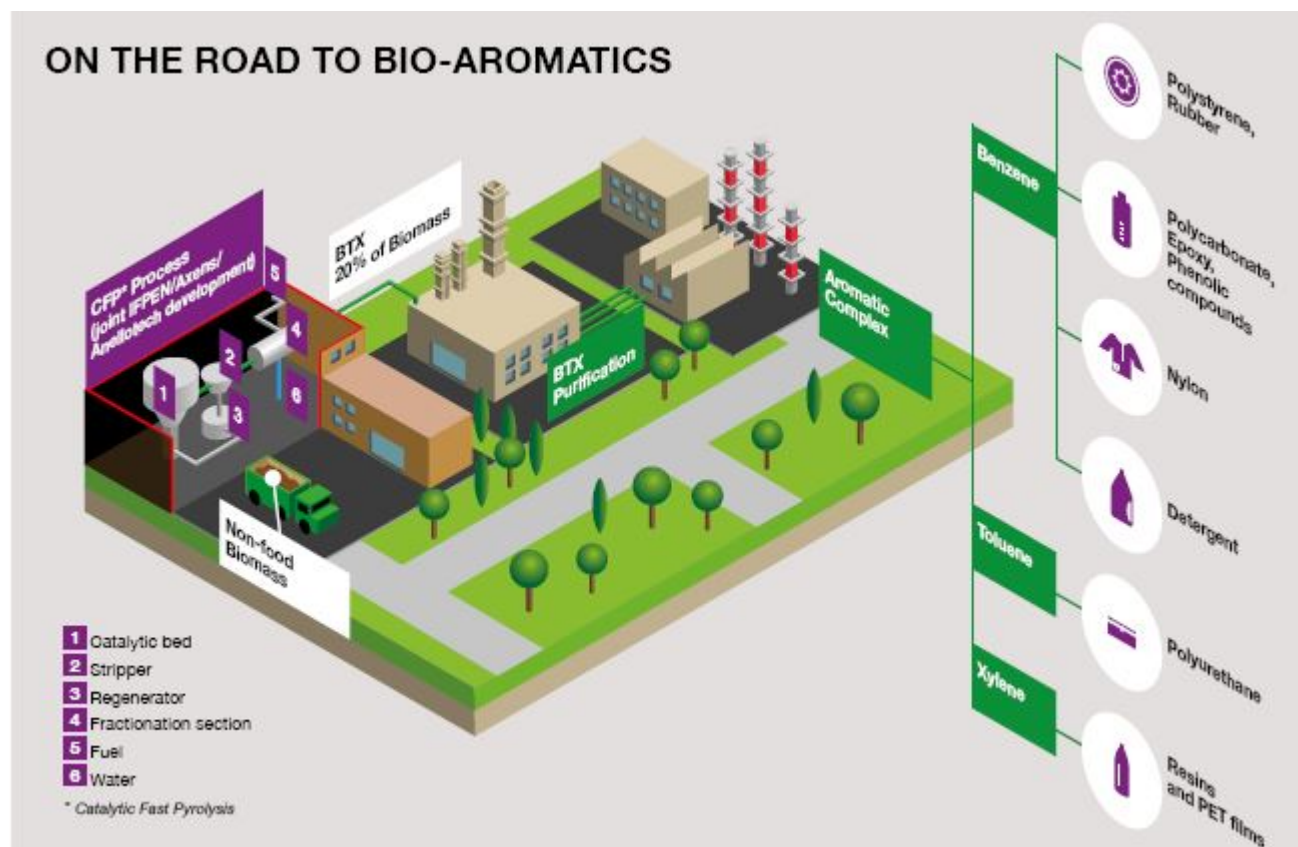 ON THE ROAD TO BIO-AROMATICS
CFP* Process
(joint IFPEN/Axens/
Anellotech development)
BTX
20% of Biomass
5
4
2
1
3
6
BTX
Purification
Aromatic
Complex
Non-food
Biomass
Benzene
Polystyrene,
Rubber
Polycarbonate,
Epoxy,
Phenolic
compounds
Nylon
Detergent
Toluene
Polyurethane
Xylene
Resins
and PET films
1 Catalytic bed
2 Stripper
3 Regenerator
4 Fractionation section
5 Fuel
6 Water
* Catalytic Fast Pyrolysis